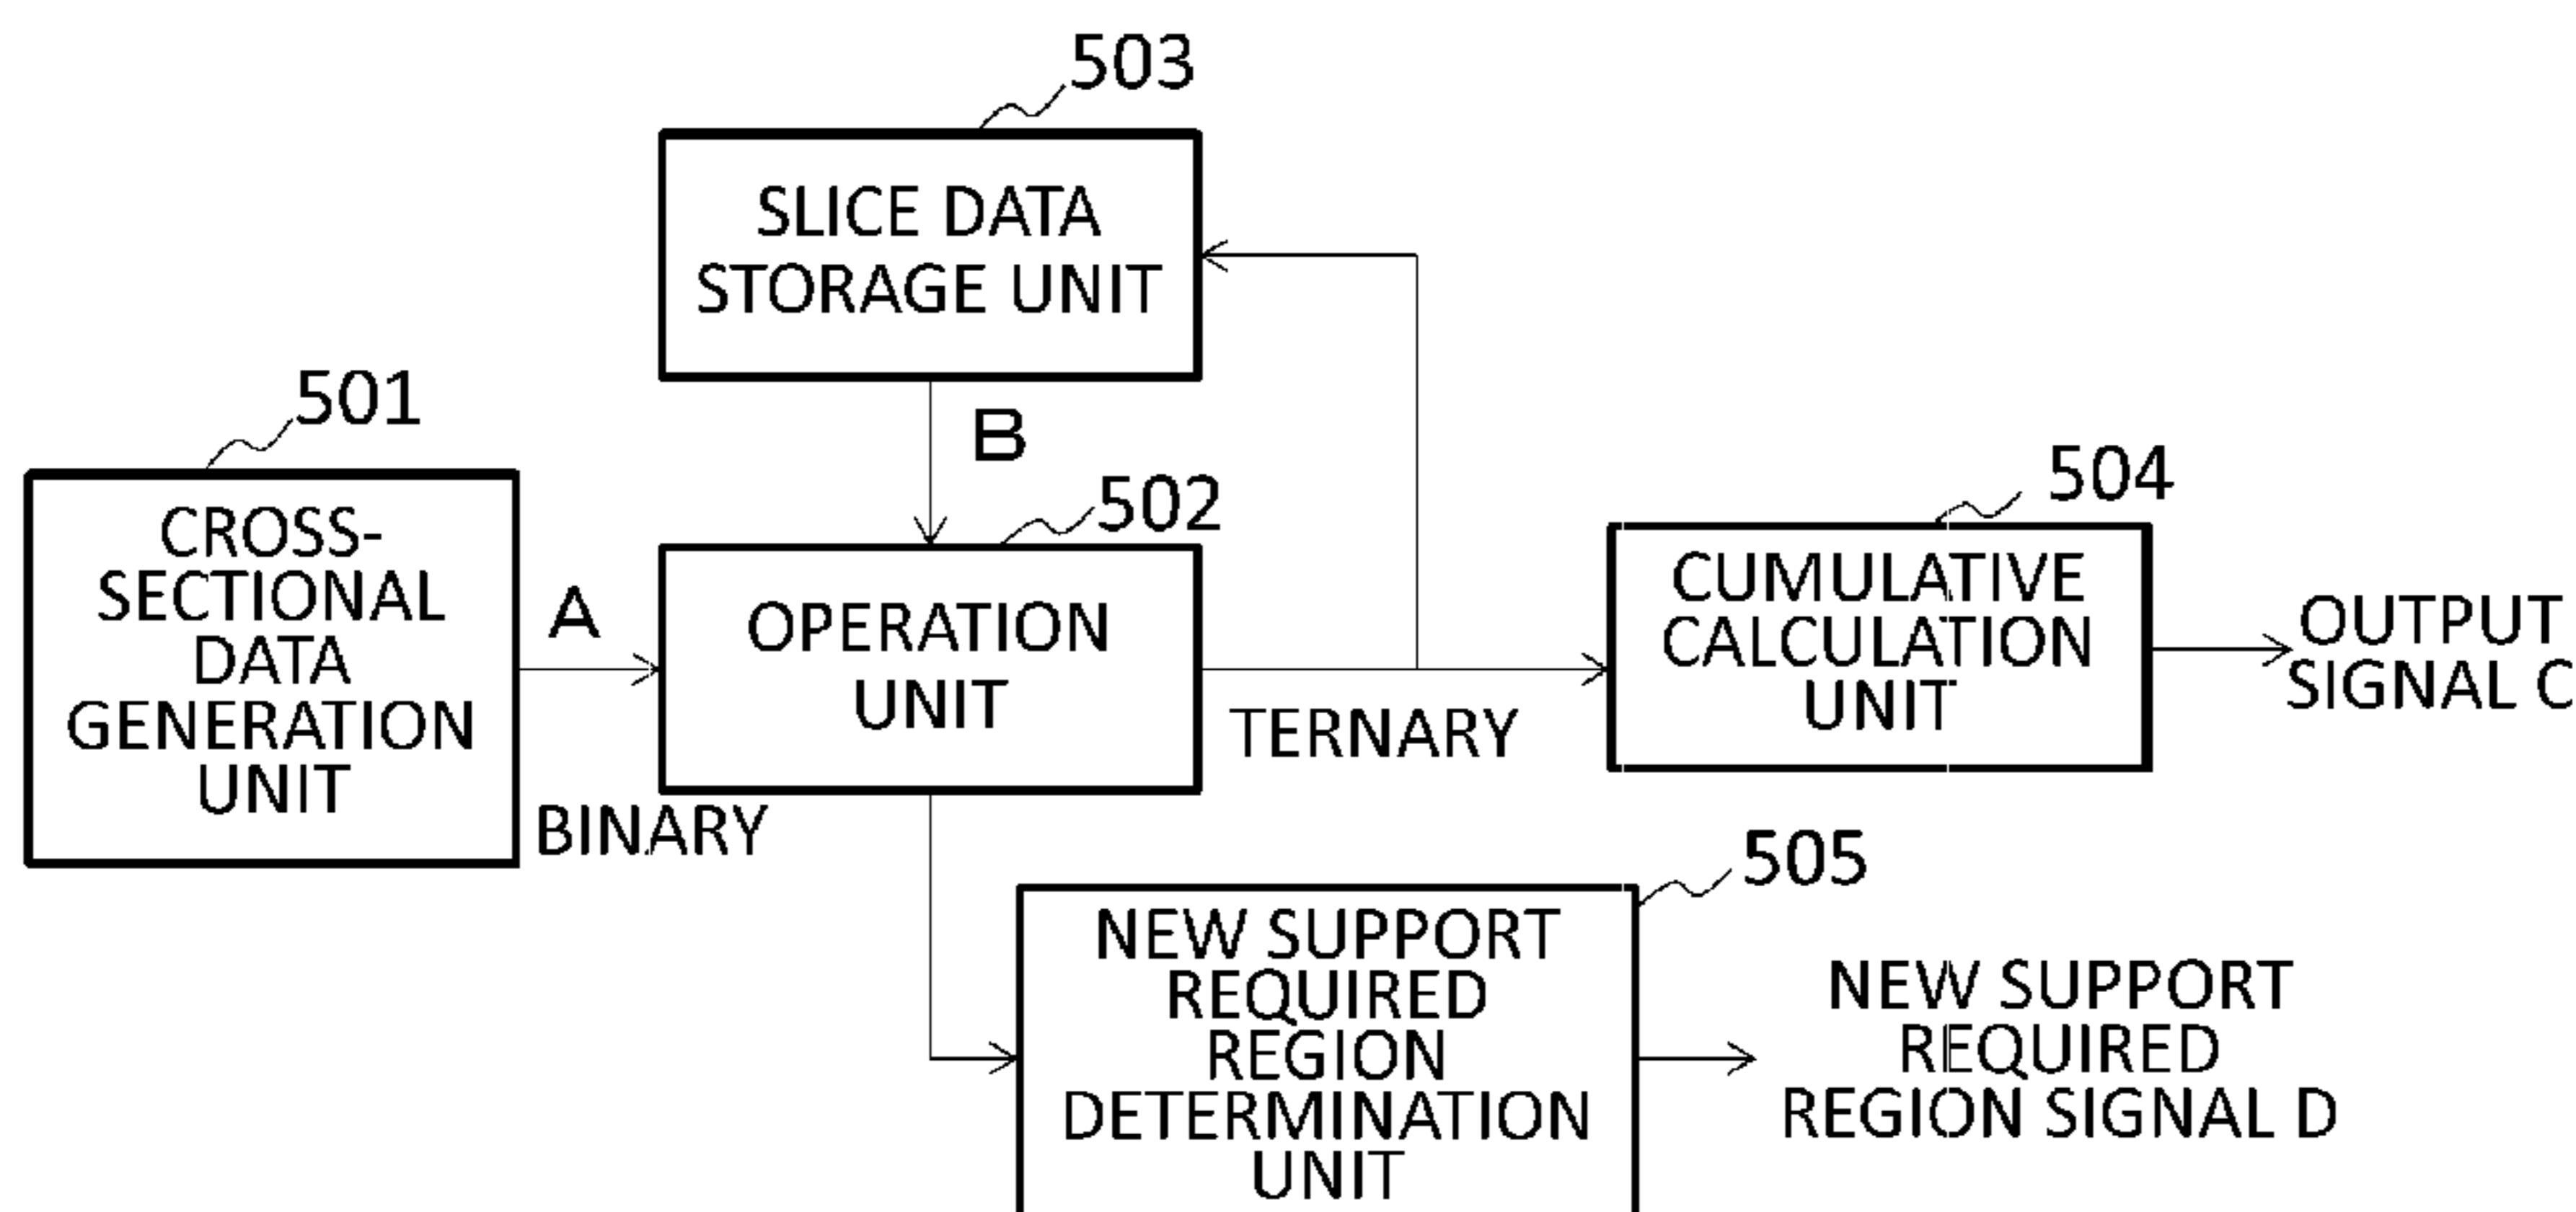 503
SLICE DATA
STORAGE UNIT
501
B
502
504
CROSS-
SECTIONAL
DATA
GENERATION
UNIT
A
OPERATION
UNIT
CUMULATIVE
CALCULATION
UNIT
OUTPUT
SIGNAL C
TERNARY
BINARY
505
NEW SUPPORT
REQUIRED
REGION
DETERMINATION
UNIT
NEW SUPPORT
REQUIRED
REGION SIGNAL D